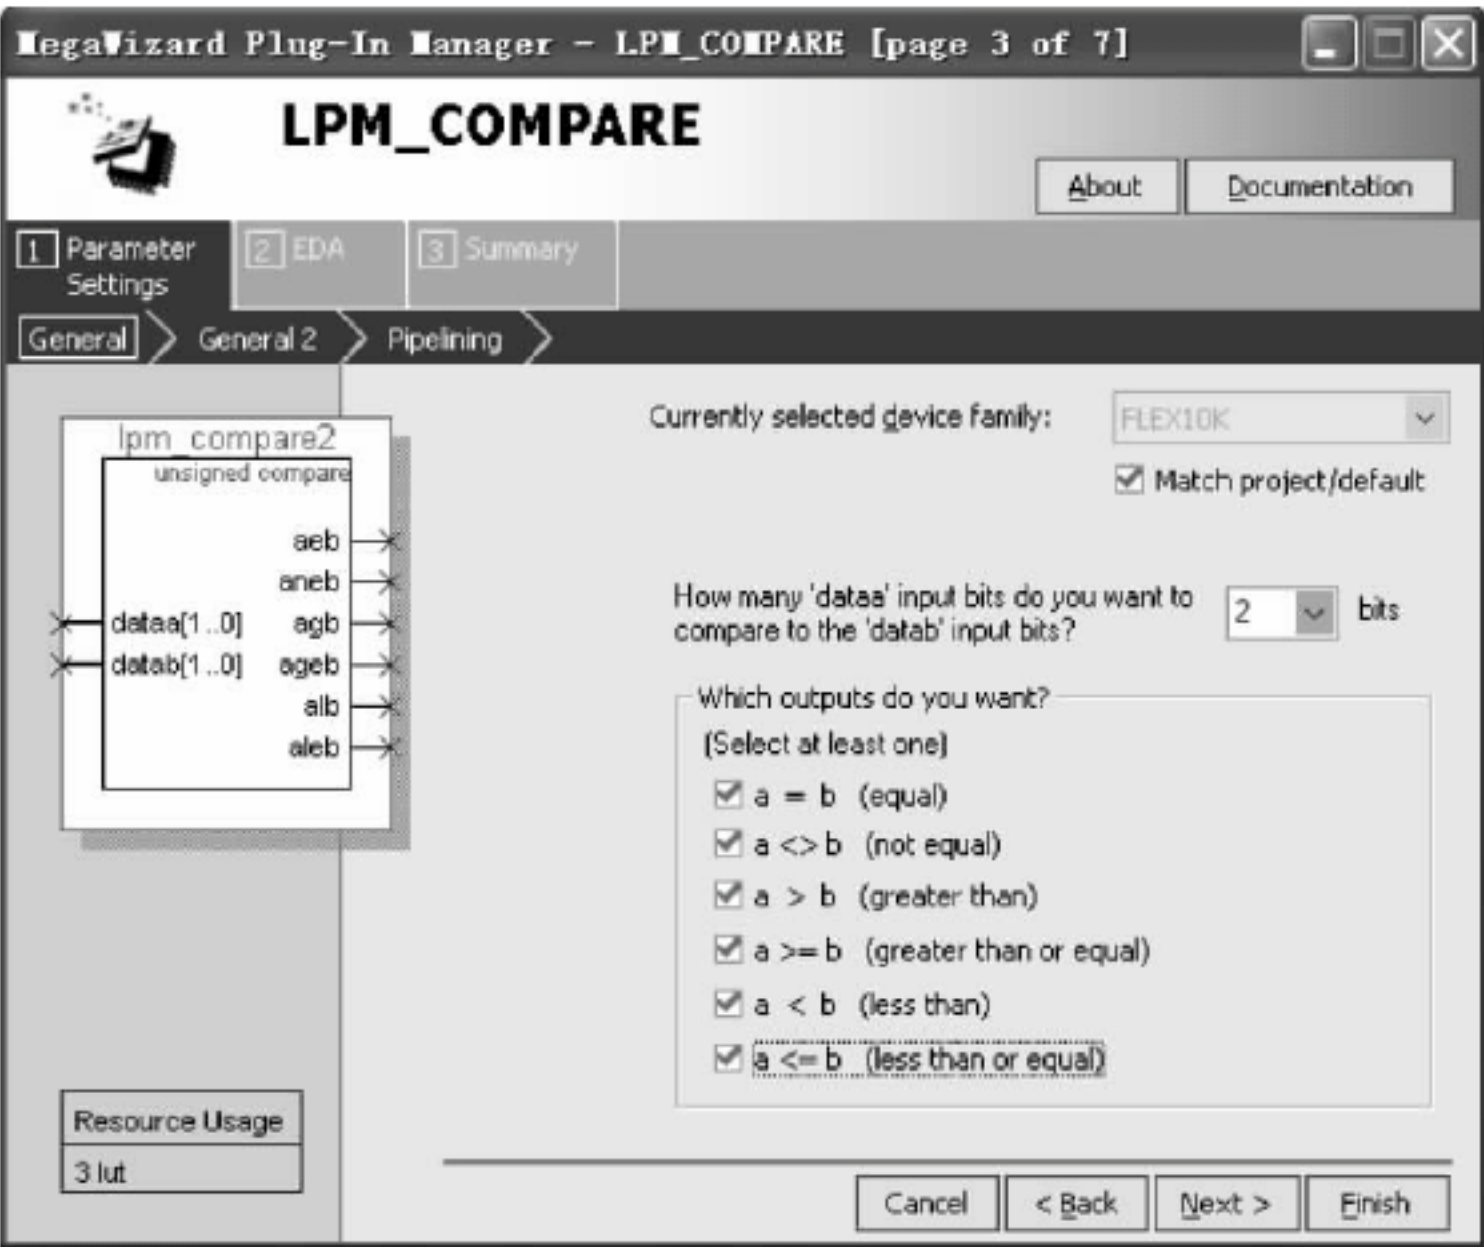 MegaWizard Plug-In Manager - LPM_COMPARE [page 3 of 7]
LPM_COMPARE
About
Documentation
1 Parameter Settings
2 EDA
3 Summary
General
General 2
Pipelining
Currently selected device family:
FLEX10K
Match project/default
lpm_compare2
unsigned compare
aeb
aneb
dataa[1..0] agb
datab[1..0] ageb
alb
aleb
How many 'dataa' input bits do you want to
compare to the 'datab' input bits?
2
bits
Which outputs do you want?
(Select at least one)
a = b (equal)
a <> b (not equal)
a > b (greater than)
a >= b (greater than or equal)
a < b (less than)
a <= b (less than or equal)
Resource Usage
3 lut
Cancel
< Back
Next >
Finish